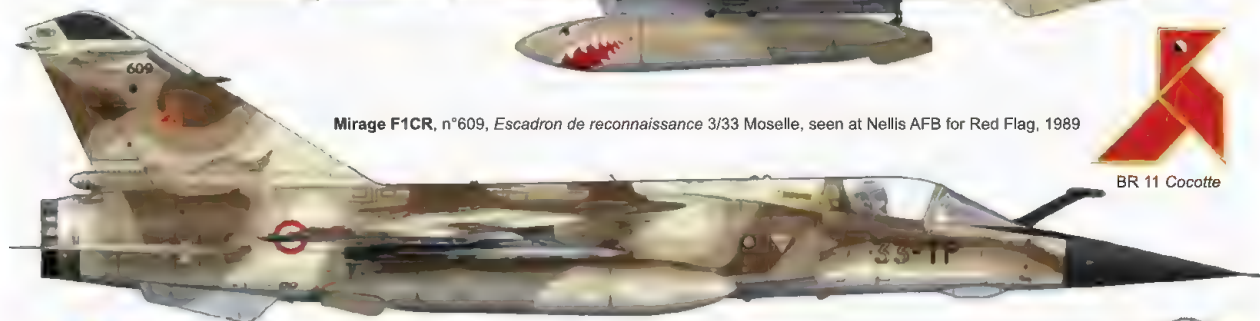 609
Mirage F1CR, n°609, Escadron de reconnaissance 3/33 Moselle, seen at Nellis AFB for Red Flag, 1989
BR 11 Cocotte
33-TP